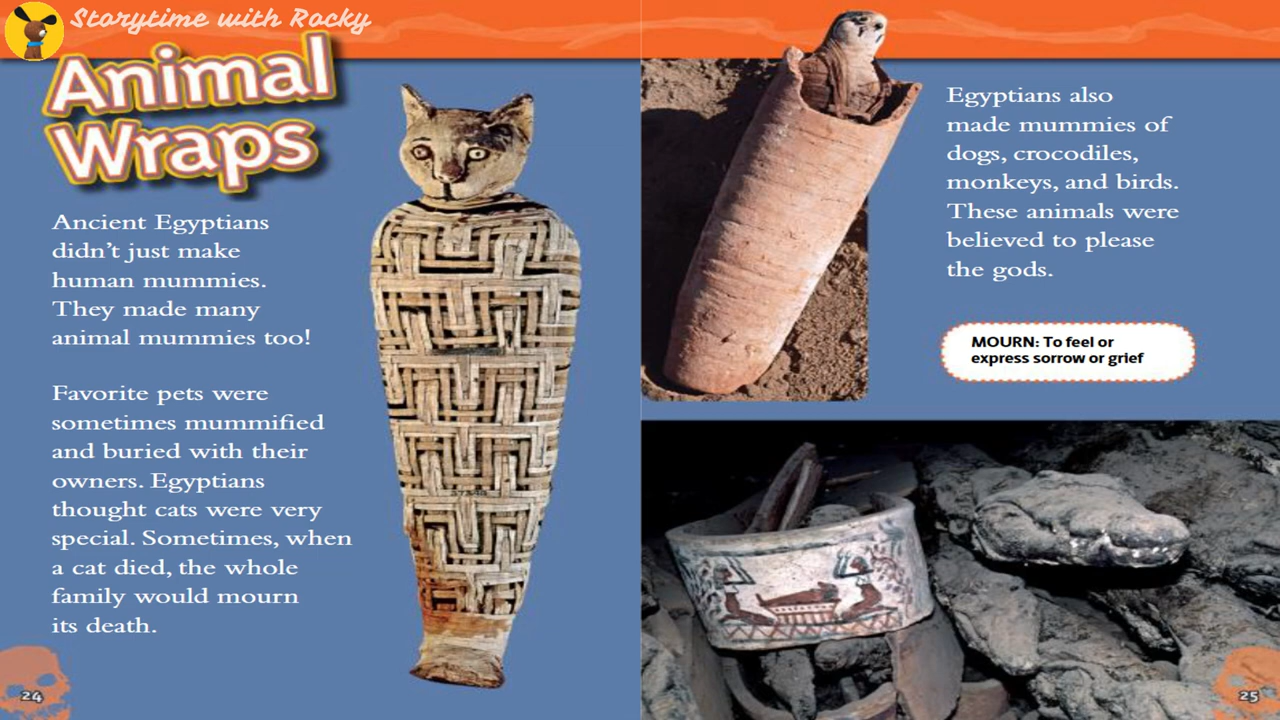 Storytime with Rocky
Animal
Wraps
Ancient Egyptians
didn't just make
human mummies.
They made many
animal mummies too!
Favorite pets were
sometimes mummified
and buried with their
owners. Egyptians
thought cats were very
special. Sometimes, when
a cat died, the whole
family would mourn
its death.
24
Egyptians also
made mummies of
dogs, crocodiles,
monkeys, and birds.
These animals were
believed to please
the gods.
MOURN: To feel or
express sorrow or grief
25